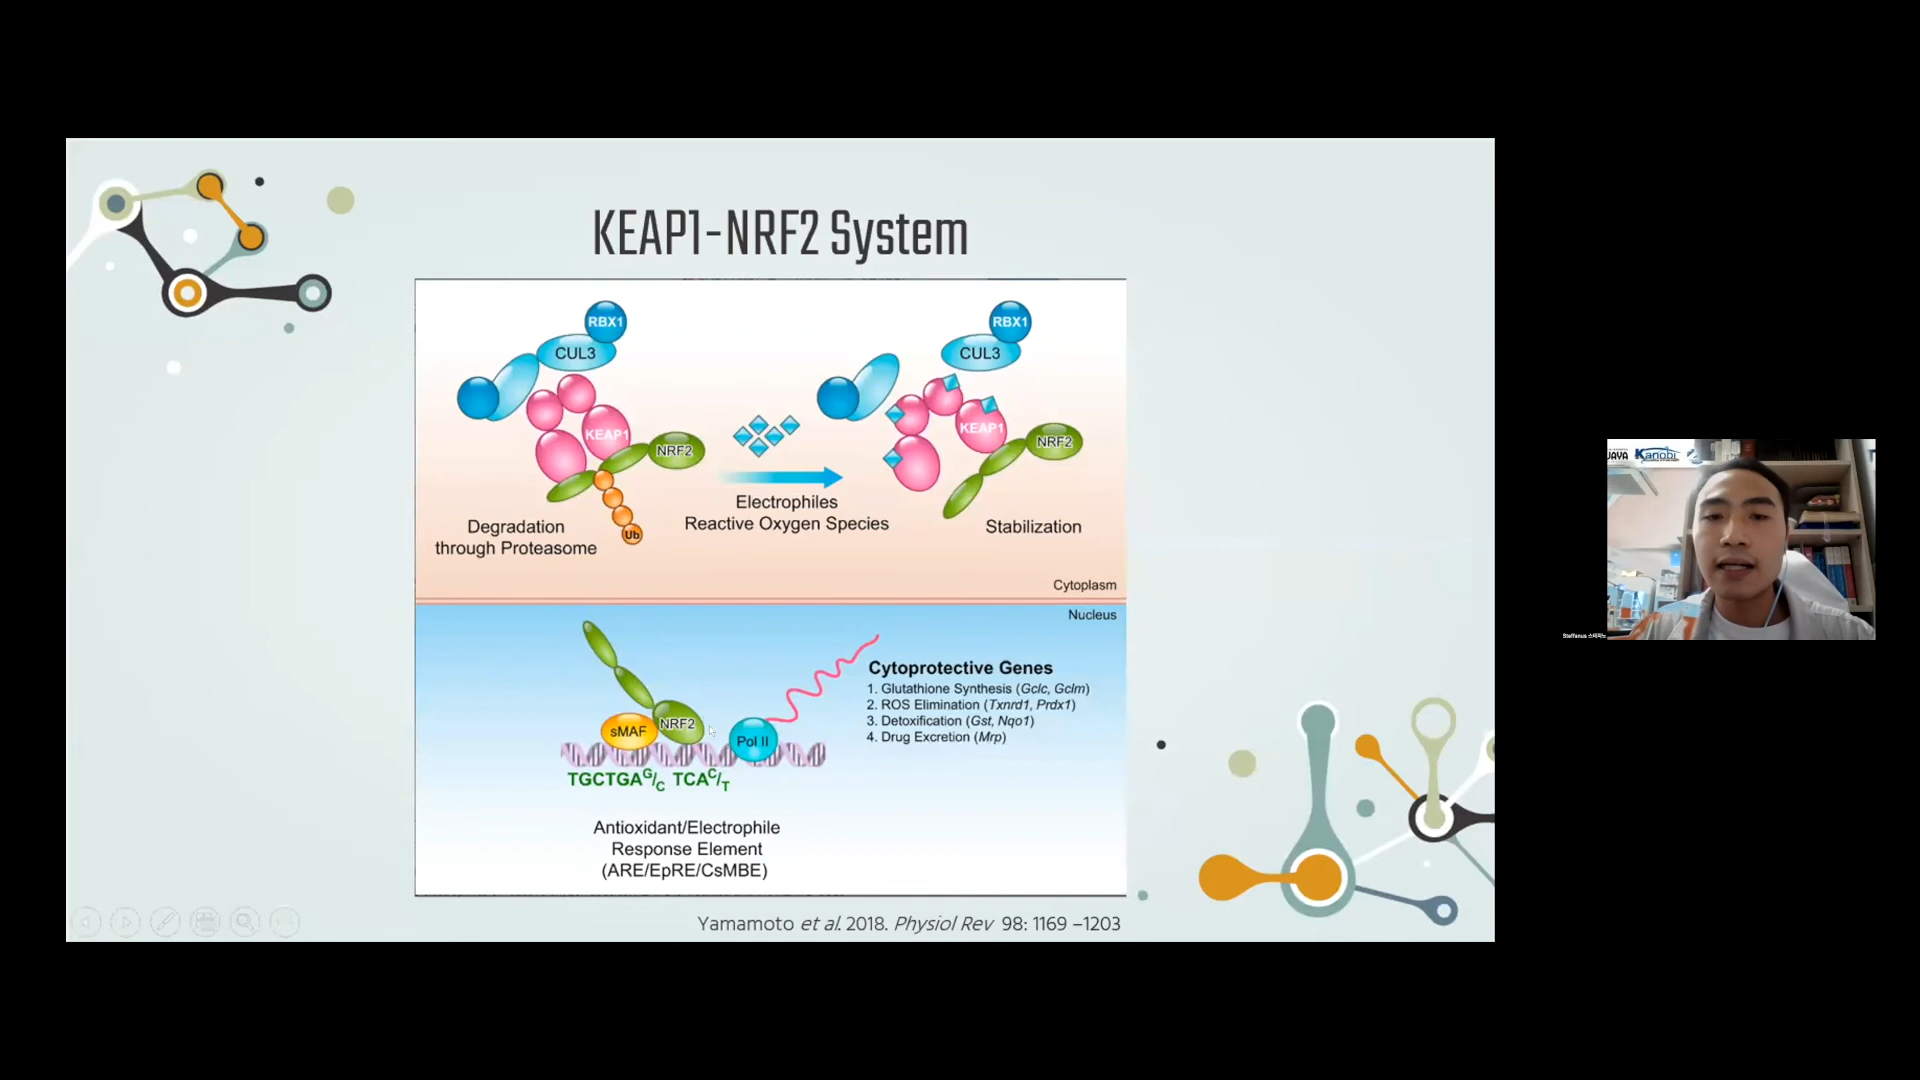 KEAP1-NRF2 System
RBX1
CUL3
KEAP1
NRF2
Ub
Degradation
through Proteasome
Electrophiles
Reactive Oxygen Species
RBX1
CUL3
KEAP1
NRF2
Stabilization
Cytoplasm
Nucleus
sMAF
NRF2
Pol II
TGCTGAG/C TCAC/T
Antioxidant/Electrophile
Response Element
(ARE/EpRE/CsMBE)
Cytoprotective Genes
1. Glutathione Synthesis (Gclc, Gclm)
2. ROS Elimination (Txnrd1, Prdx1)
3. Detoxification (Gst, Nqo1)
4. Drug Excretion (Mrp)
Yamamoto et al. 2018. Physiol Rev 98: 1169 –1203
JAYA Kanobi
Steffanus